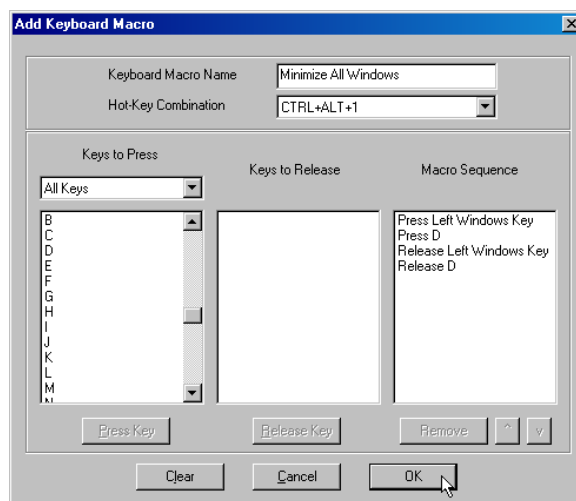 Add Keyboard Macro
Keyboard Macro Name
Minimize All Windows
Hot-Key Combination
CTRL+ALT+1
Keys to Press
Keys to Release
Macro Sequence
All Keys
B
C
D
E
F
G
H
I
J
K
L
M
N
Press Left Windows Key
Press D
Release Left Windows Key
Release D
Press Key
Release Key
Remove
^
v
Clear
Cancel
OK